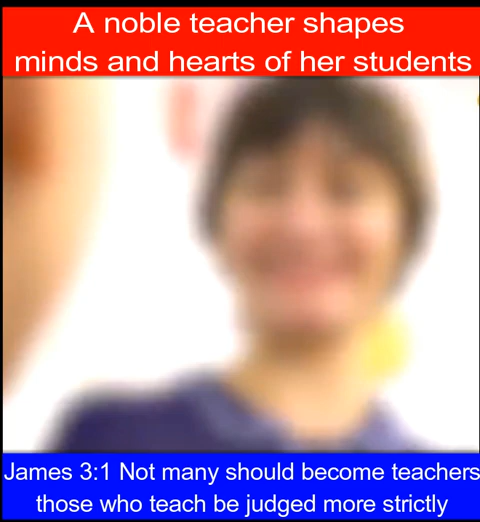 A noble teacher shapes
minds and hearts of her students
James 3:1 Not many should become teachers
those who teach be judged more strictly